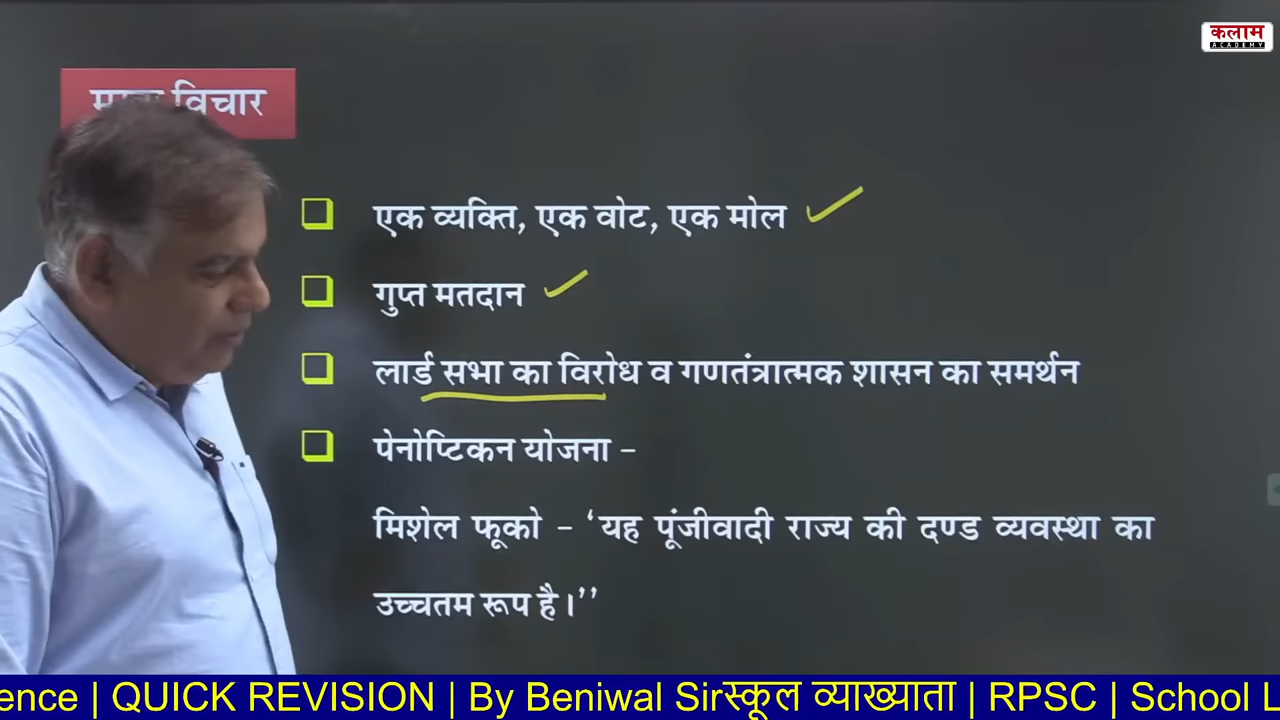 कलाम
ACADEMY
विचार
एक व्यक्ति, एक वोट, एक मोल
गुप्त मतदान
लार्ड सभा का विरोध व गणतंत्रात्मक शासन का समर्थन
पेनोप्टिकन योजना –
मिशेल फूको – ‘यह पूंजीवादी राज्य की दण्ड व्यवस्था का
उच्चतम रूप है।’’
ence | QUICK REVISION | By Beniwal Sirस्कूल व्याख्याता | RPSC | School L